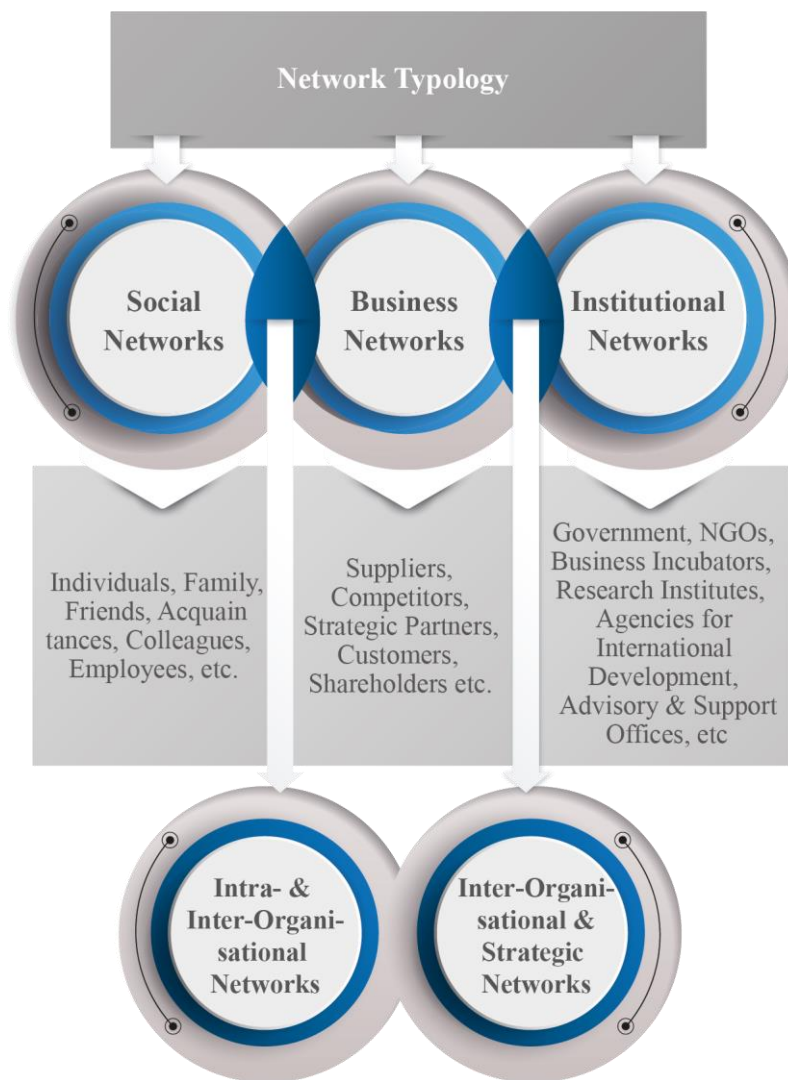 Network Typology
Social
Networks
Business
Networks
Institutional
Networks
Individuals, Family,
Friends, Acquain
tances, Colleagues,
Employees, etc.
Suppliers,
Competitors,
Strategic Partners,
Customers,
Shareholders etc.
Government, NGOs,
Business Incubators,
Research Institutes,
Agencies for
International
Development,
Advisory & Support
Offices, etc
Intra- &
Inter-Organi-
sational
Networks
Inter-Organi-
sational &
Strategic
Networks